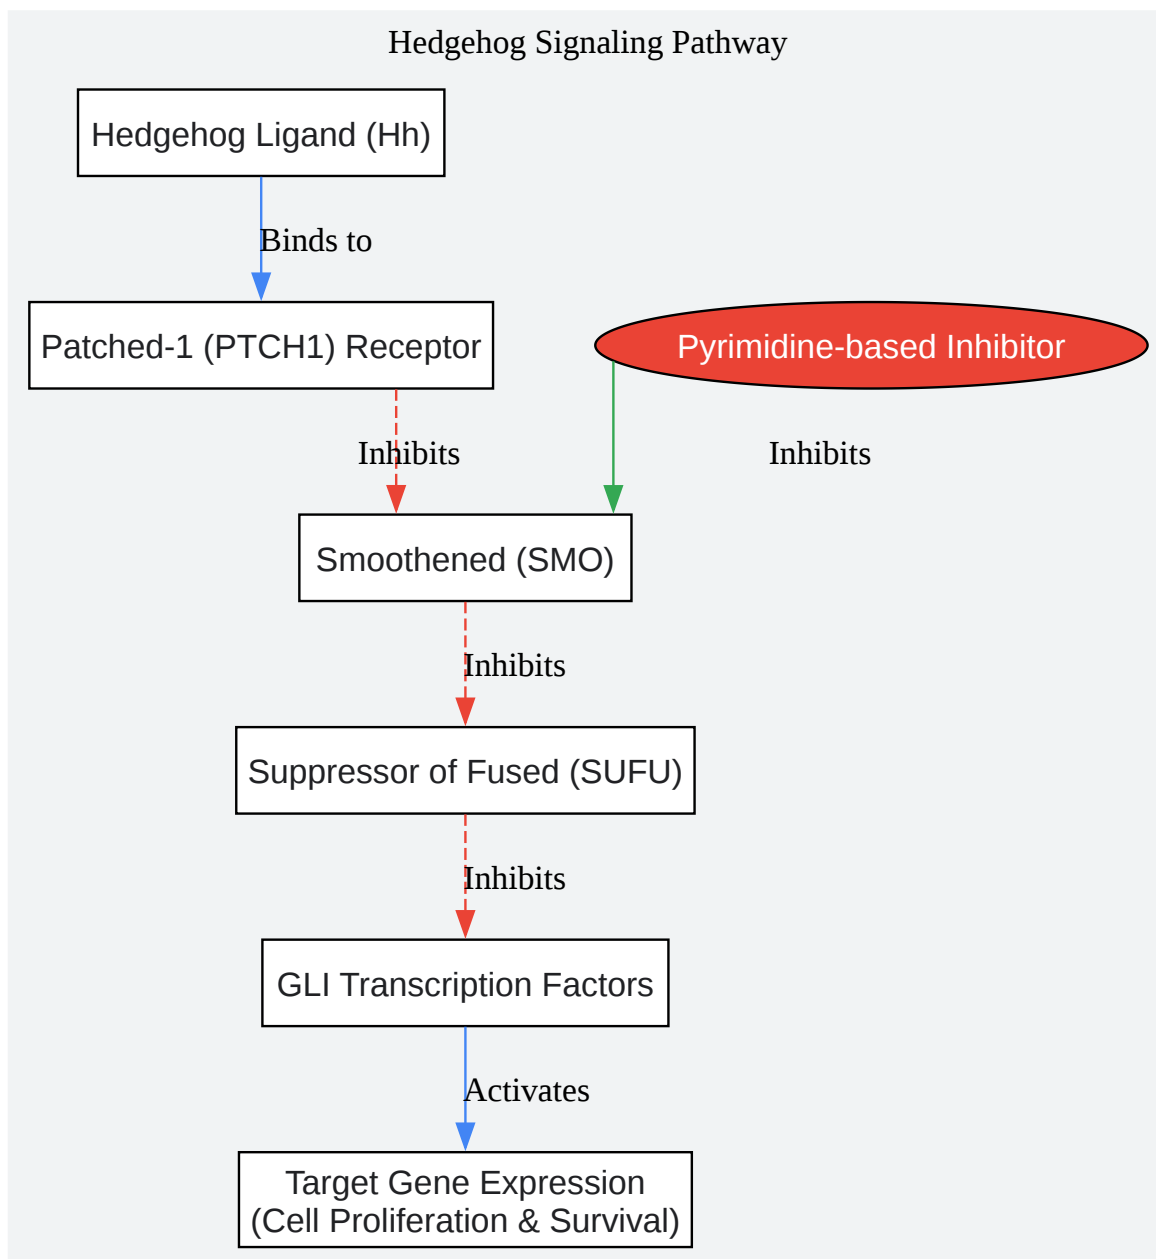 Hedgehog Signaling Pathway
Hedgehog Ligand (Hh)
Binds to
Patched-1 (PTCH1) Receptor
Pyrimidine-based Inhibitor
Inhibits
Inhibits
Smoothened (SMO)
Inhibits
Suppressor of Fused (SUFU)
Inhibits
GLI Transcription Factors
Activates
Target Gene Expression
(Cell Proliferation & Survival)